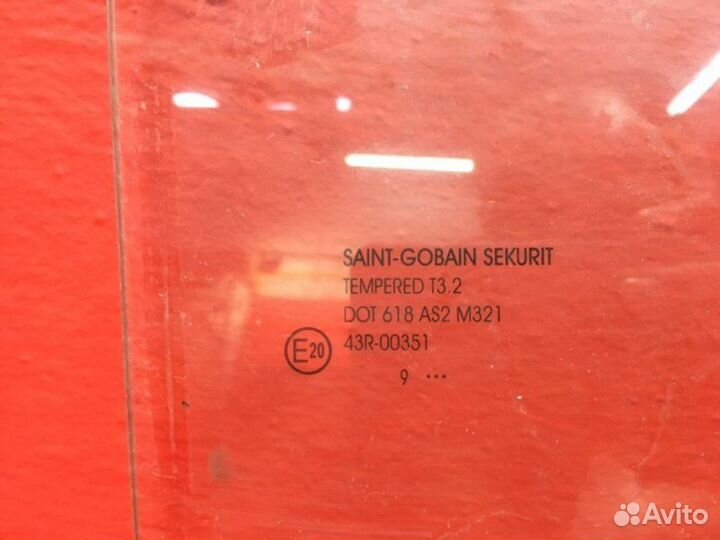 SAINT-GOBAIN SEKURIT
TEMPERED T3.2
DOT 618 AS2 M321
E20 43R-00351
9 ...
Avito